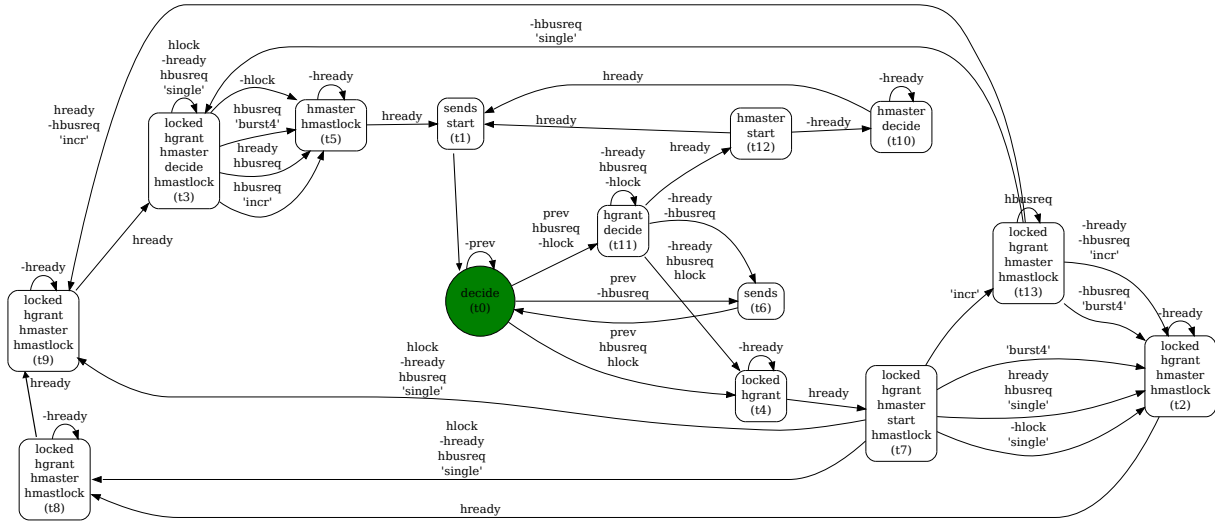 -hbusreq
'single'
hready
-hbusreq
'incr'
hlock
-hready
hbusreq
'single'
-hlock
hbusreq
'burst4'
hready
hbusreq
hbusreq
'incr'
locked
hgrant
hmaster
decide
hmastlock
(t3)
-hready
hmaster
hmastlock
(t5)
hready
sends
start
(t1)
hready
hready
hmaster
start
(t12)
-hready
-hready
hmaster
decide
(t10)
hready
-hready
hbusreq
-hlock
hgrant
decide
(t11)
hready
-hready
-hbusreq
-hready
hbusreq
hlock
prev
hbusreq
-hlock
-prev
decide
(t0)
prev
-hbusreq
sends
(t6)
prev
hbusreq
hlock
-hready
locked
hgrant
(t4)
hready
-hready
locked
hgrant
hmaster
hmastlock
(t9)
hready
-hready
locked
hgrant
hmaster
hmastlock
(t8)
hlock
-hready
hbusreq
'single'
hlock
-hready
hbusreq
'single'
hready
locked
hgrant
hmaster
start
hmastlock
(t7)
'incr'
'burst4'
hready
hbusreq
'single'
-hlock
'single'
hbusreq
locked
hgrant
hmaster
hmastlock
(t13)
-hready
-hbusreq
'incr'
-hbusreq
'burst4'
-hready
locked
hgrant
hmaster
hmastlock
(t2)